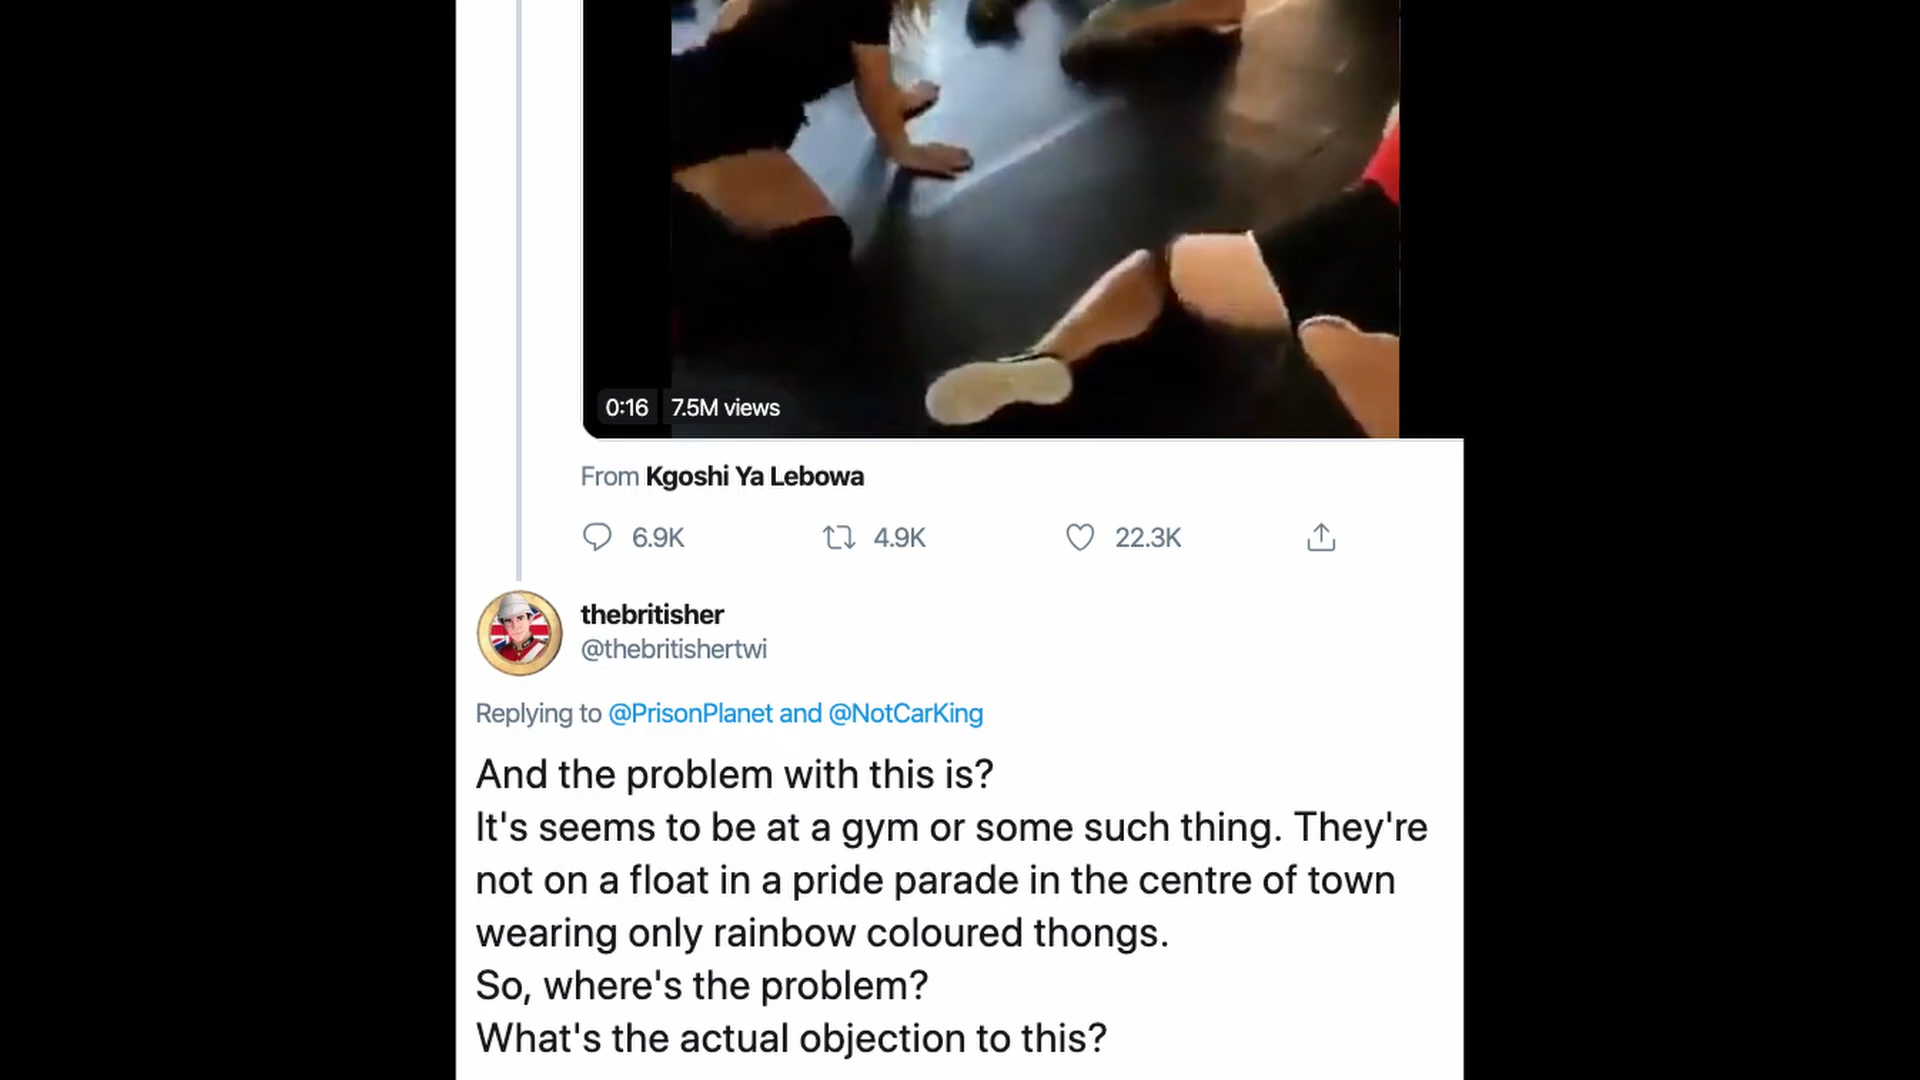 0:16 7.5M views
From Kgoshi Ya Lebowa
6.9K 4.9K 22.3K
thebritisher
@thebritishertwi
Replying to @PrisonPlanet and @NotCarKing
And the problem with this is?
It's seems to be at a gym or some such thing. They're
not on a float in a pride parade in the centre of town
wearing only rainbow coloured thongs.
So, where's the problem?
What's the actual objection to this?